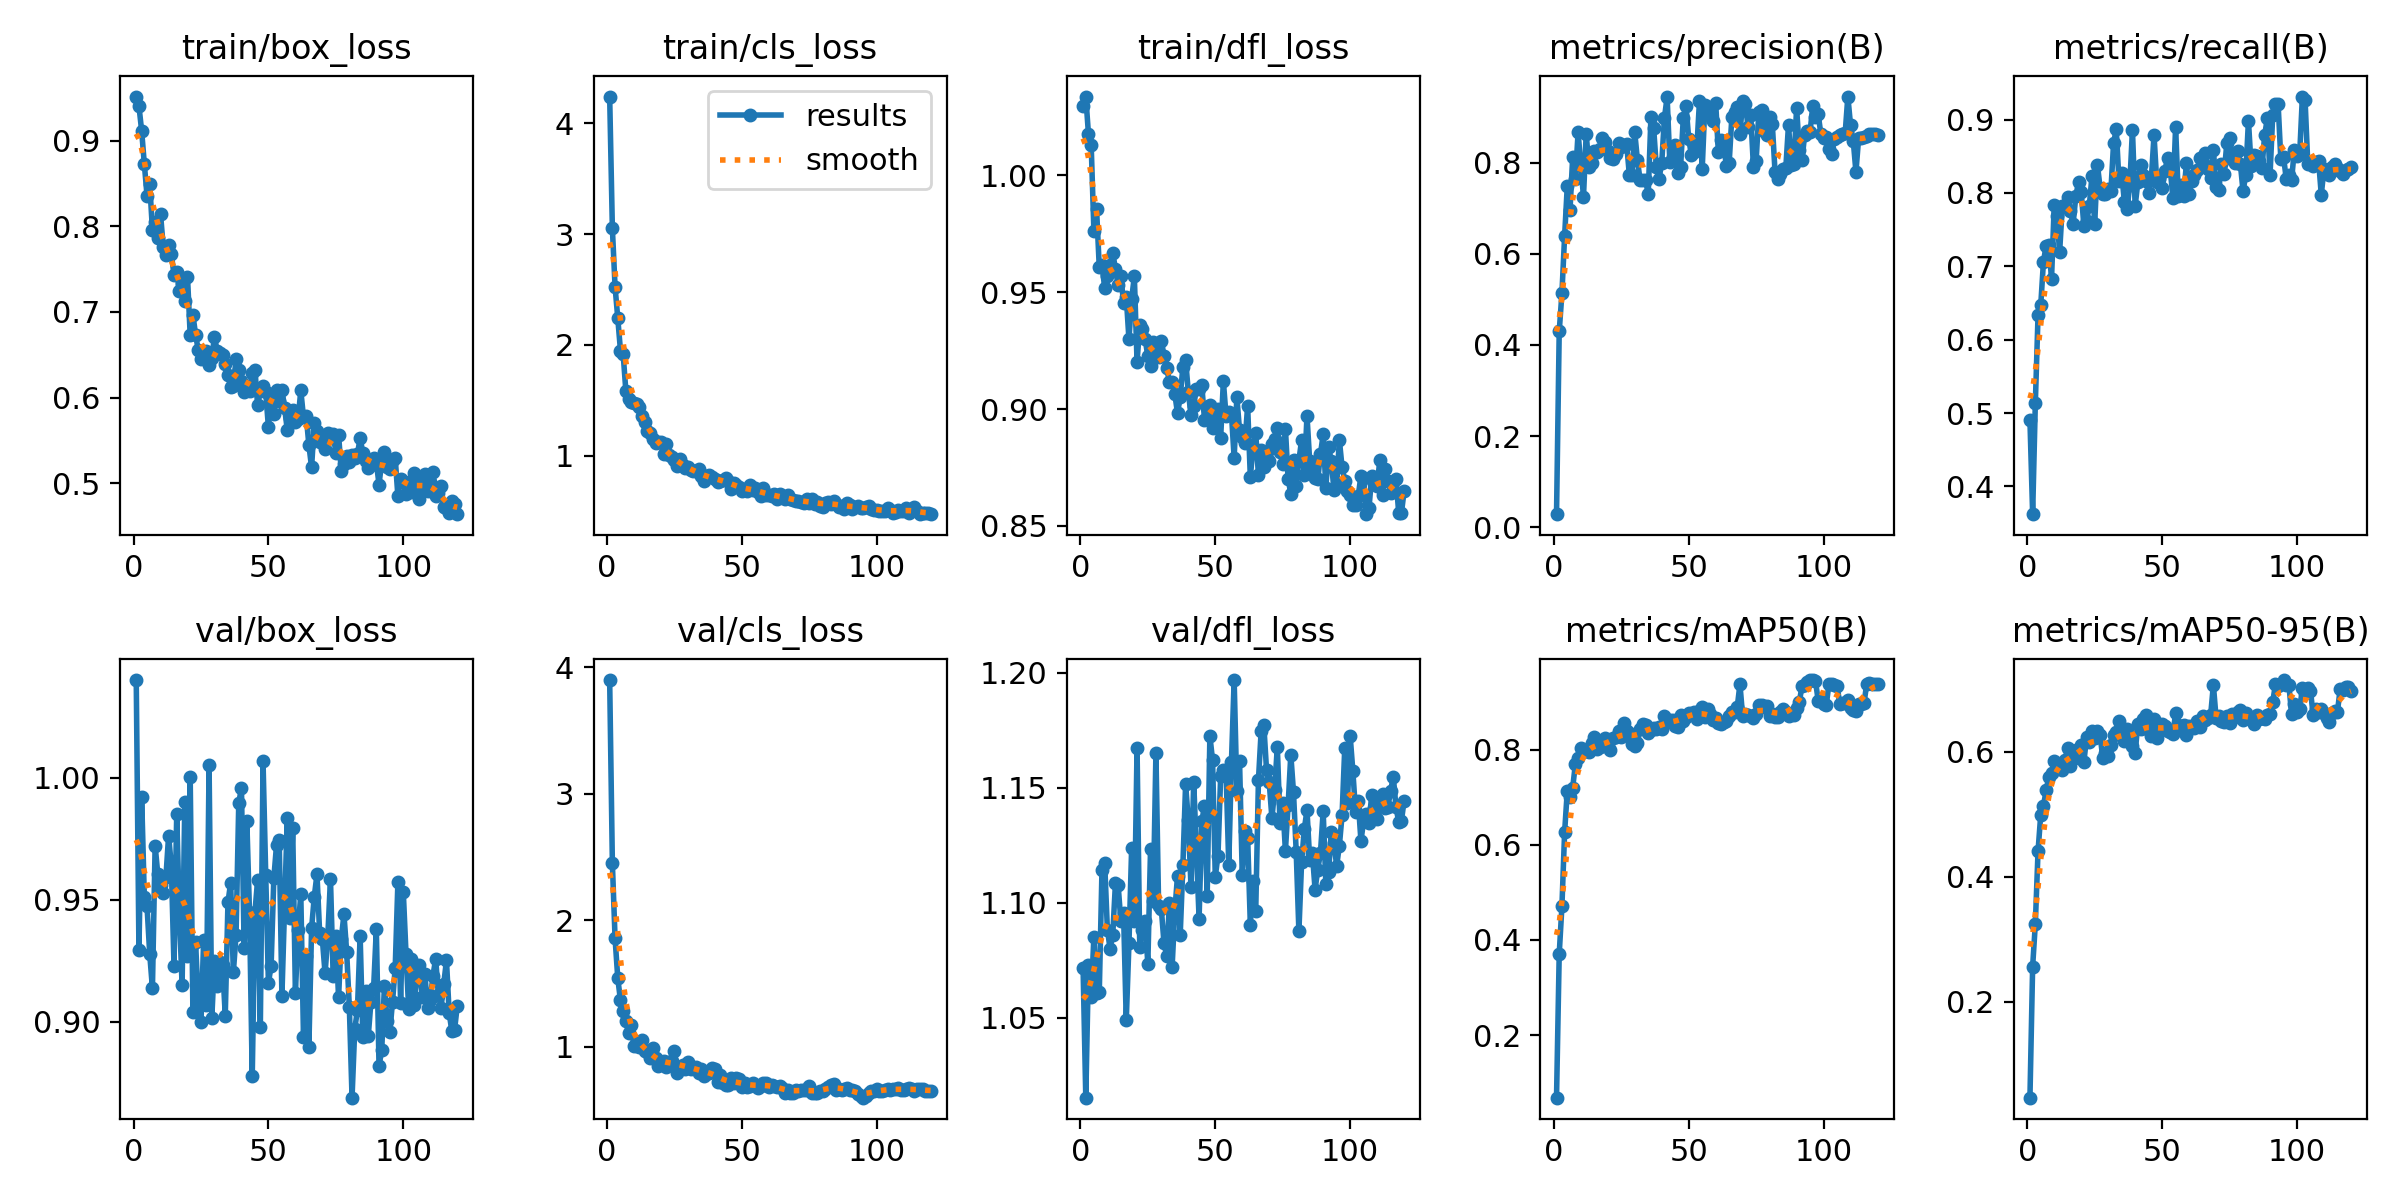 train/box_loss
0.9
0.8
0.7
0.6
0.5
0 50 100
train/cls_loss
results
smooth
4
3
2
1
0 50 100
train/dfl_loss
1.00
0.95
0.90
0.85
0 50 100
metrics/precision(B)
0.8
0.6
0.4
0.2
0.0
0 50 100
metrics/recall(B)
0.9
0.8
0.7
0.6
0.5
0.4
0 50 100
val/box_loss
1.00
0.95
0.90
0 50 100
val/cls_loss
4
3
2
1
0 50 100
val/dfl_loss
1.20
1.15
1.10
1.05
0 50 100
metrics/mAP50(B)
0.8
0.6
0.4
0.2
0 50 100
metrics/mAP50-95(B)
0.6
0.4
0.2
0 50 100